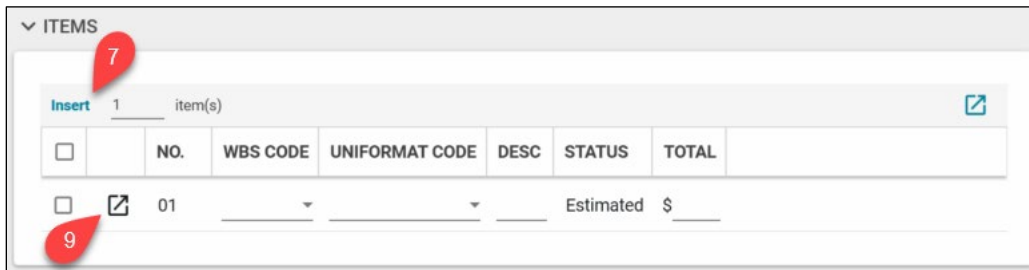 ITEMS
7
Insert 1 item(s)
NO. WBS CODE UNIFORMAT CODE DESC STATUS TOTAL
01 Estimated $
9